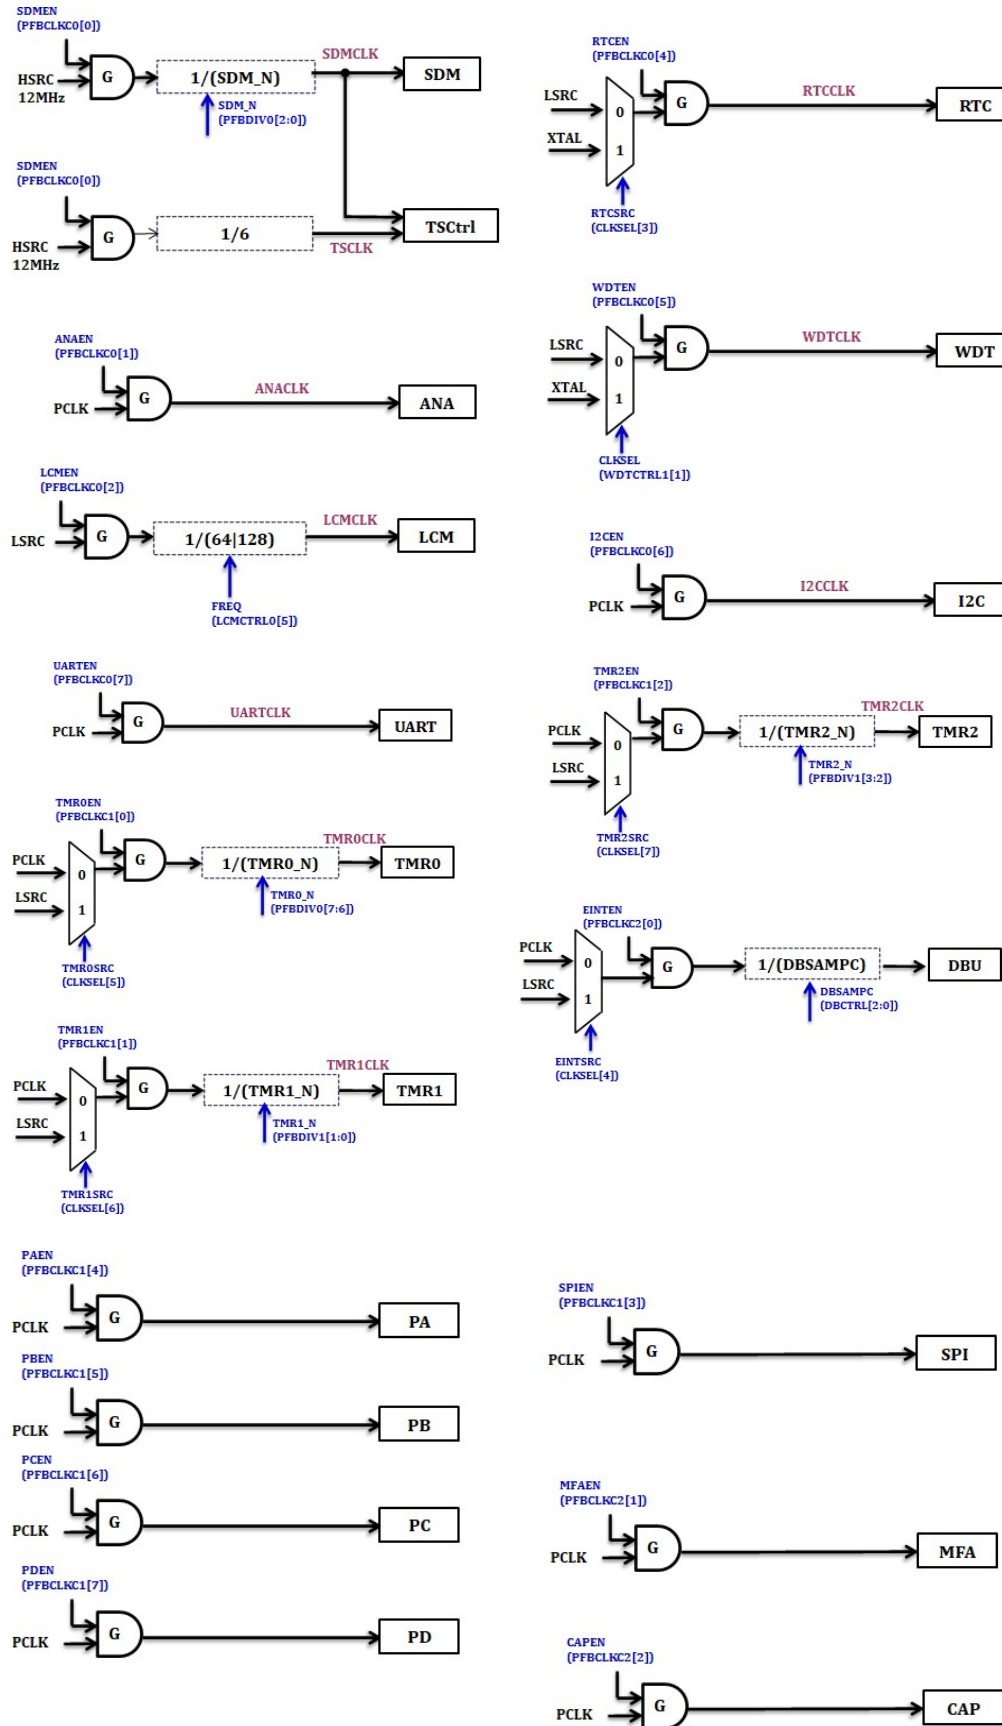 SDMEN
(PFBCLKC0[0])
HSRC
12MHz
G
1/(SDM_N)
SDMCLK
SDM
SDM_N
(PFBDIV0[2:0])
SDMEN
(PFBCLKC0[0])
HSRC
12MHz
G
1/6
TSCLK
TSCtrl
ANAEN
(PFBCLKC0[1])
PCLK
G
ANACLK
ANA
LCMEN
(PFBCLKC0[2])
LSRC
G
1/(64|128)
LCMCLK
LCM
FREQ
(LCMCTRL0[5])
UARTEN
(PFBCLKC0[7])
PCLK
G
UARTCLK
UART
TMR0EN
(PFBCLKC1[0])
PCLK
LSRC
0
1
G
1/(TMR0_N)
TMR0CLK
TMR0
TMR0_N
(PFBDIV0[7:6])
TMR0SRC
(CLKSEL[5])
TMR1EN
(PFBCLKC1[1])
PCLK
LSRC
0
1
G
1/(TMR1_N)
TMR1CLK
TMR1
TMR1_N
(PFBDIV1[1:0])
TMR1SRC
(CLKSEL[6])
PAEN
(PFBCLKC1[4])
PCLK
G
PA
PBEN
(PFBCLKC1[5])
PCLK
G
PB
PCEN
(PFBCLKC1[6])
PCLK
G
PC
PDEN
(PFBCLKC1[7])
PCLK
G
PD
RTCEN
(PFBCLKC0[4])
LSRC
XTAL
0
1
G
RTCCLK
RTC
RTCSRC
(CLKSEL[3])
WDTEN
(PFBCLKC0[5])
LSRC
XTAL
0
1
G
WDTCLK
WDT
CLKSEL
(WDTCTRL1[1])
I2CEN
(PFBCLKC0[6])
PCLK
G
I2CCLK
I2C
TMR2EN
(PFBCLKC1[2])
PCLK
LSRC
0
1
G
1/(TMR2_N)
TMR2CLK
TMR2
TMR2_N
(PFBDIV1[3:2])
TMR2SRC
(CLKSEL[7])
EINTEN
(PFBCLKC2[0])
PCLK
LSRC
0
1
G
1/(DBSAMPC)
DBU
DBSAMPC
(DBCTRL[2:0])
EINTSRC
(CLKSEL[4])
SPIEN
(PFBCLKC1[3])
PCLK
G
SPI
MFAEN
(PFBCLKC2[1])
PCLK
G
MFA
CAPEN
(PFBCLKC2[2])
PCLK
G
CAP